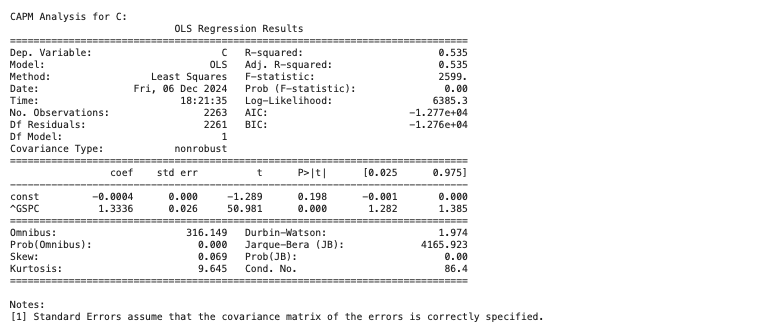 CAPM Analysis for C:
OLS Regression Results
==============================================================================
Dep. Variable: C R-squared: 0.535
Model: OLS Adj. R-squared: 0.535
Method: Least Squares F-statistic: 2599.
Date: Fri, 06 Dec 2024 Prob (F-statistic): 0.00
Time: 18:21:35 Log-Likelihood: 6385.3
No. Observations: 2263 AIC: -1.277e+04
Df Residuals: 2261 BIC: -1.276e+04
Df Model: 1
Covariance Type: nonrobust
==============================================================================
coef std err t P>|t| [0.025 0.975]
------------------------------------------------------------------------------
const -0.0004 0.000 -1.289 0.198 -0.001 0.000
^GSPC 1.3336 0.026 50.981 0.000 1.282 1.385
==============================================================================
Omnibus: 316.149 Durbin-Watson: 1.974
Prob(Omnibus): 0.000 Jarque-Bera (JB): 4165.923
Skew: 0.069 Prob(JB): 0.00
Kurtosis: 9.645 Cond. No. 86.4
==============================================================================
Notes:
[1] Standard Errors assume that the covariance matrix of the errors is correctly specified.